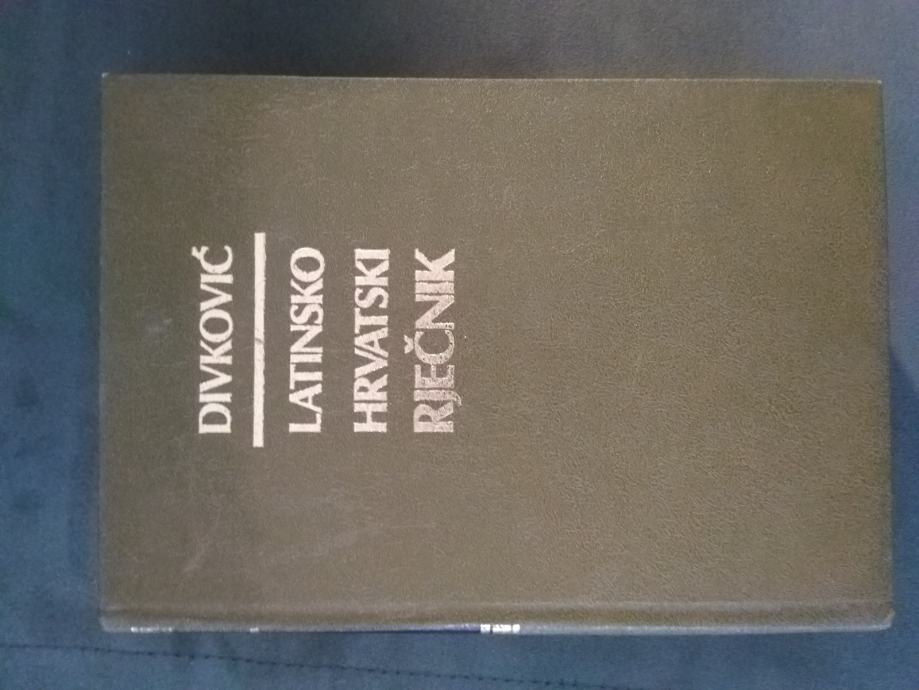 DIVKOVIĆ
LATINSKO
HRVATSKI
RJEČNIK